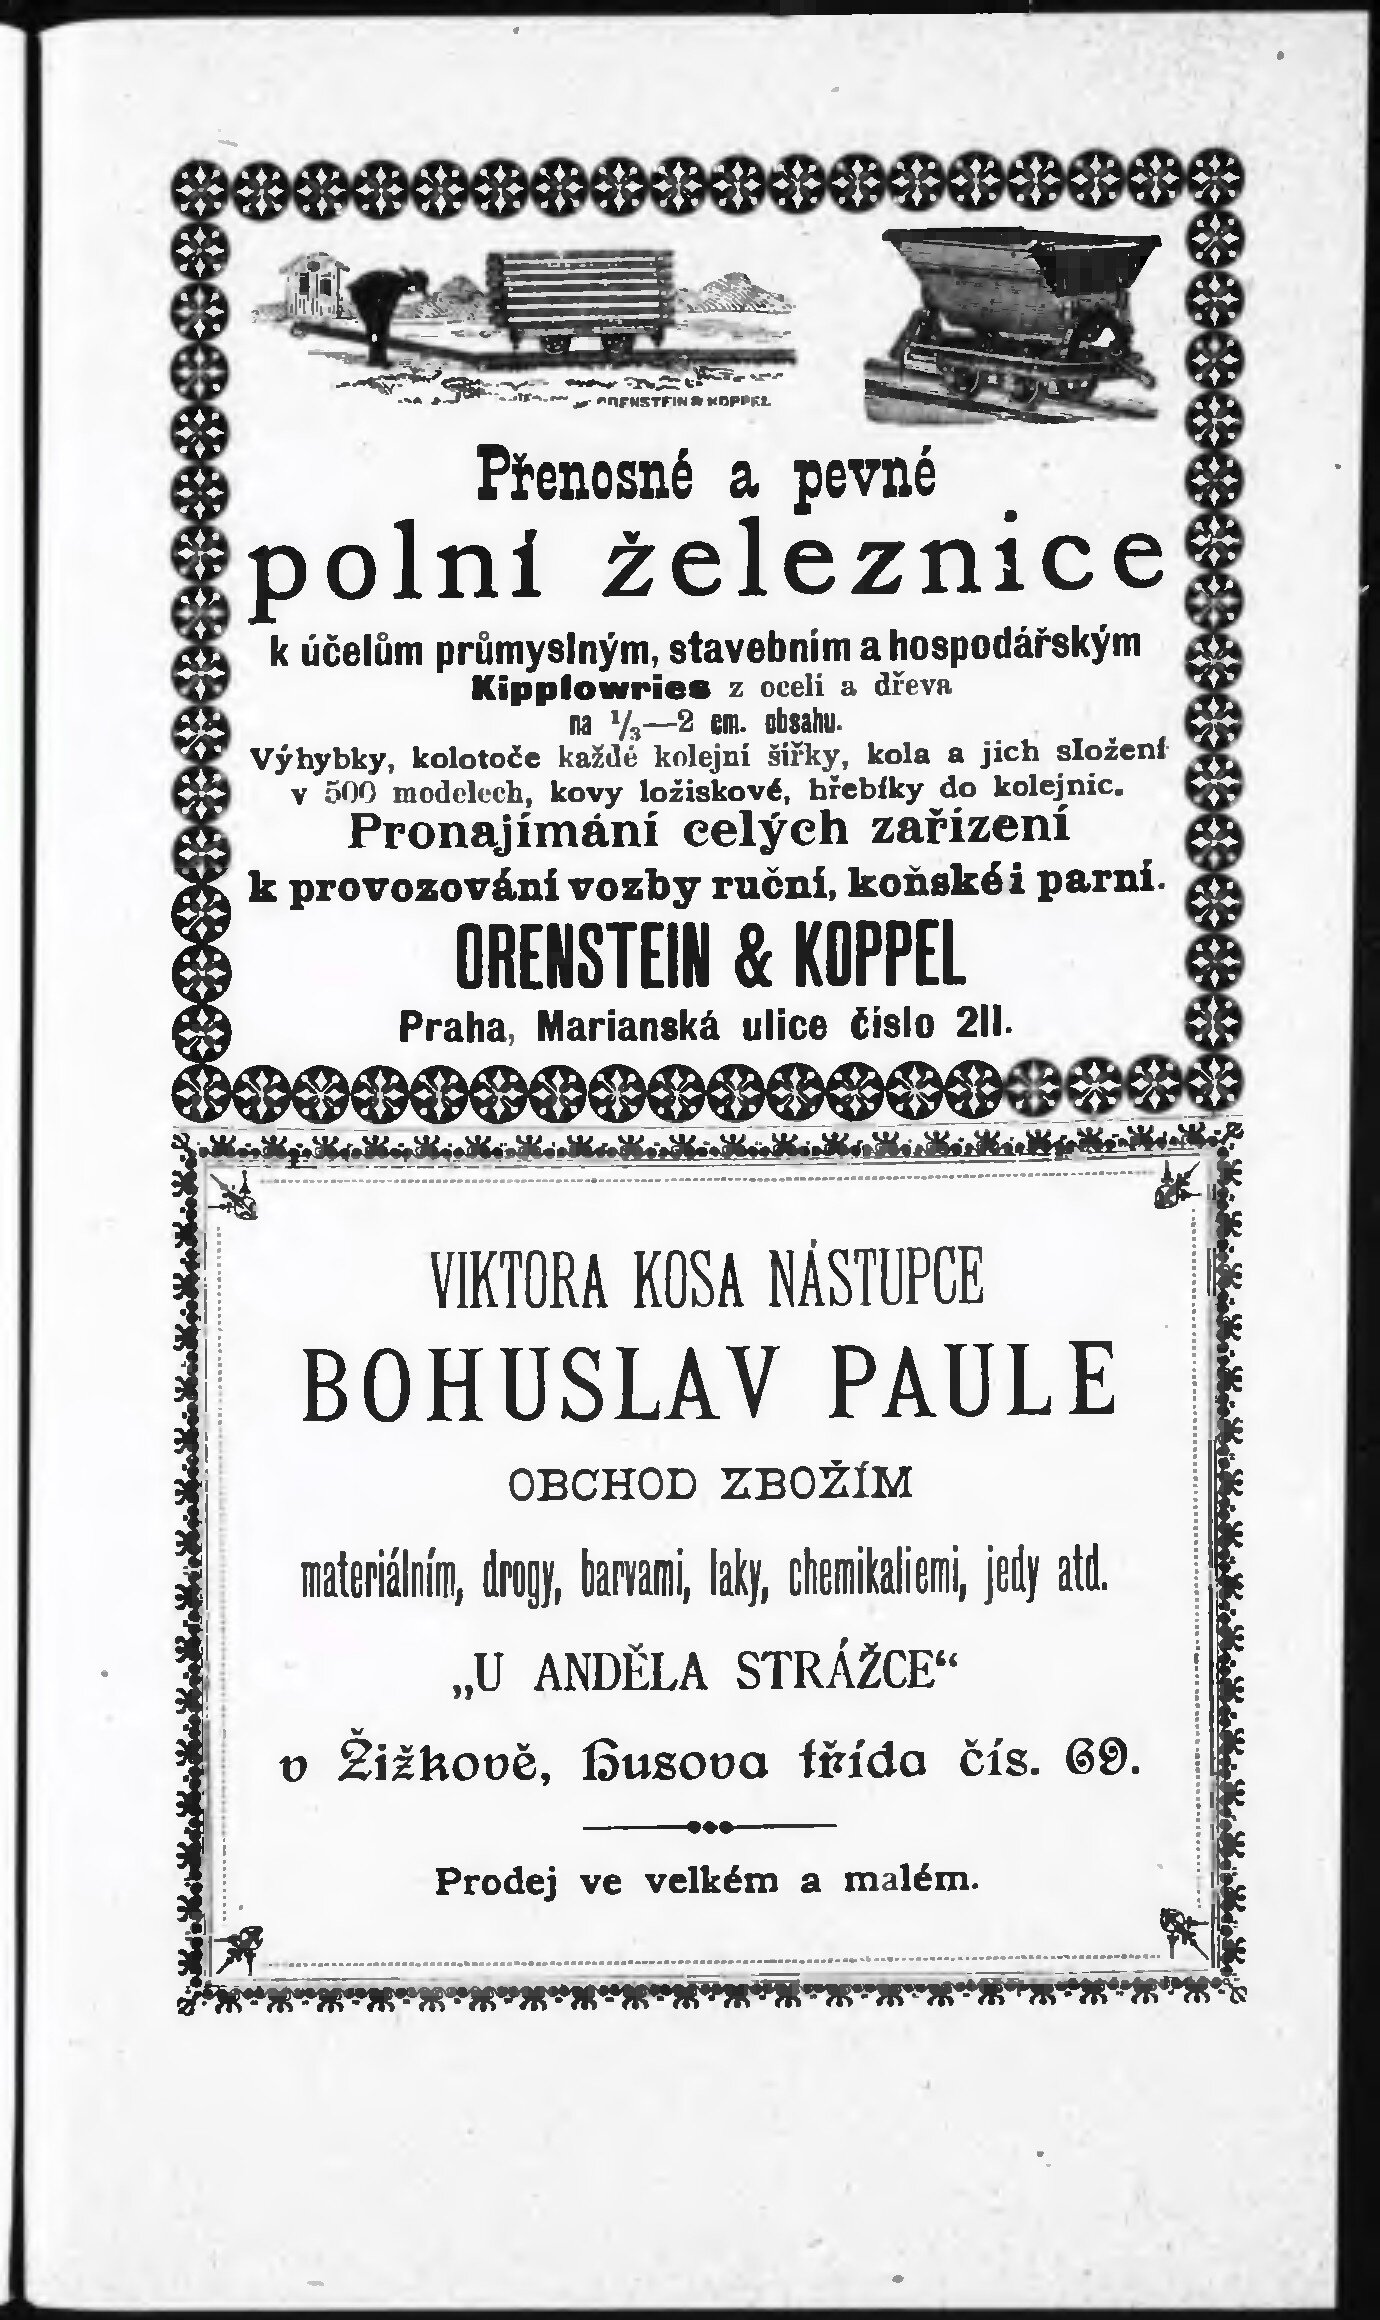 ORENSTEIN & KOPPEL
Přenosné a pevné
polní železnice
k účelům průmyslným, stavebním a hospodářským
Kipplowries z oceli a dřeva
na 1/3—2 cm. obsahu.
Výhybky, kolotoče každé kolejní šířky, kola a jich složení
v 500 modelech, kovy ložiskové, hřebíky do kolejnic.
Pronajímání celých zařízení
k provozování vozby ruční, koňské i parní.
ORENSTEIN & KOPPEL
Praha, Marianská ulice číslo 211.
VIKTORA KOSA NÁSTUPCE
BOHUSLAV PAULE
OBCHOD ZBOŽÍM
materiálním, drogy, barvami, laky, chemikaliemi, jedy atd.
„U ANDĚLA STRÁŽCE“
v Žižkově, Husova třída čís. 69.
Prodej ve velkém a malém.